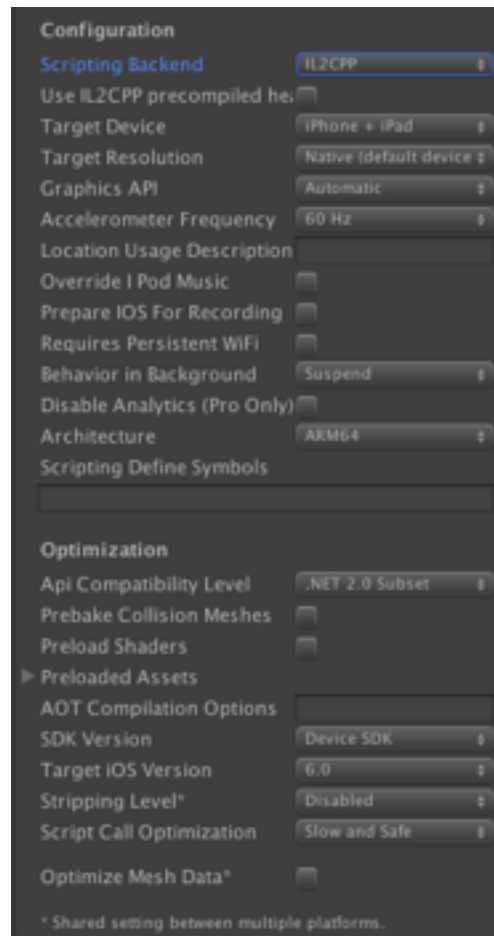 Configuration
Scripting Backend IL2CPP
Use IL2CPP precompiled hea
Target Device iPhone + iPad
Target Resolution Native (default device
Graphics API Automatic
Accelerometer Frequency 60 Hz
Location Usage Description
Override I Pod Music
Prepare IOS For Recording
Requires Persistent WiFi
Behavior in Background Suspend
Disable Analytics (Pro Only)
Architecture ARM64
Scripting Define Symbols
Optimization
Api Compatibility Level .NET 2.0 Subset
Prebake Collision Meshes
Preload Shaders
Preloaded Assets
AOT Compilation Options
SDK Version Device SDK
Target iOS Version 6.0
Stripping Level* Disabled
Script Call Optimization Slow and Safe
Optimize Mesh Data*
* Shared setting between multiple platforms.